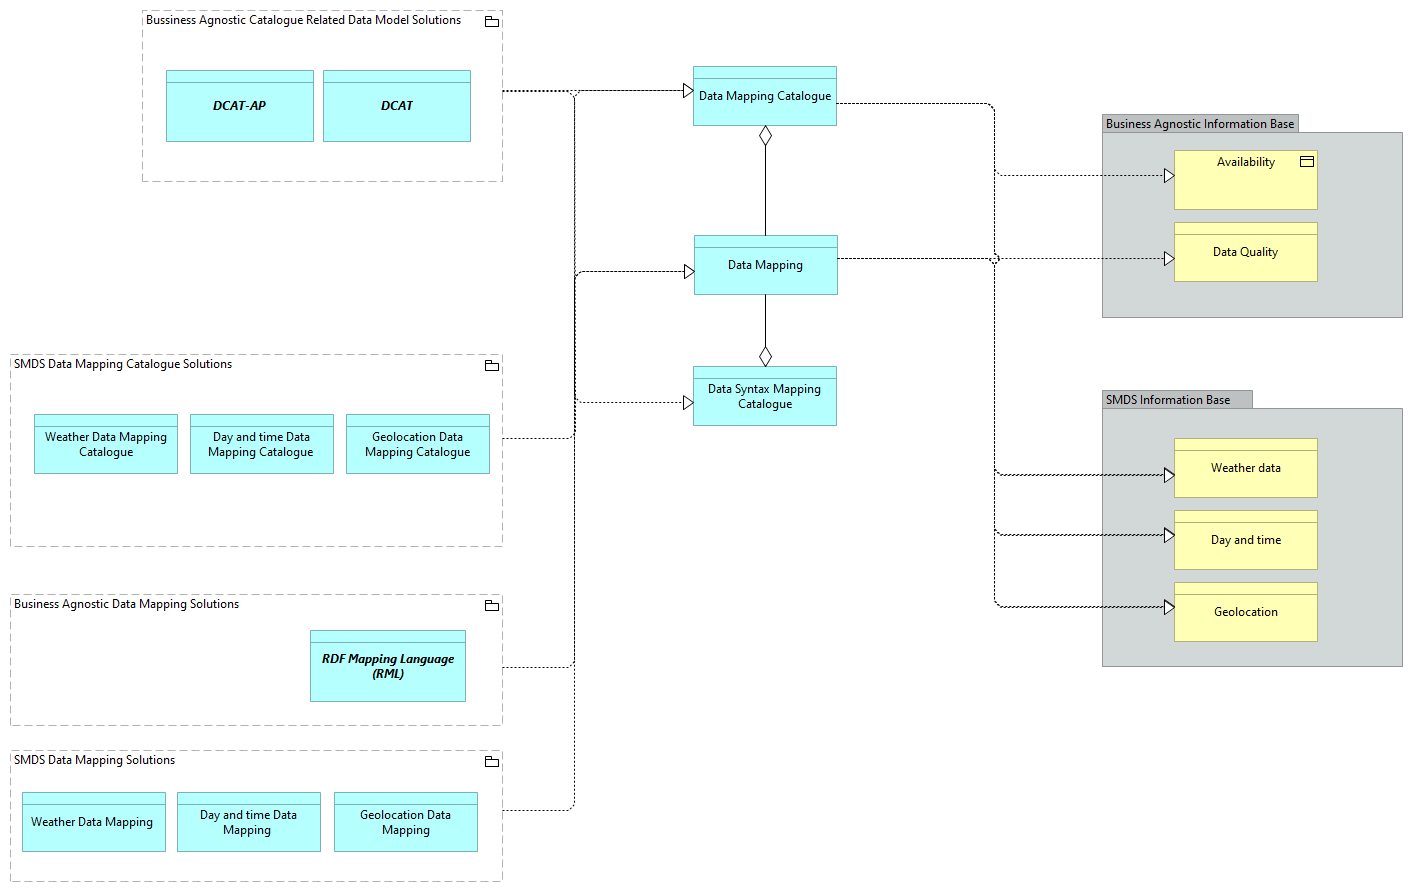 Bussiness Agnostic Catalogue Related Data Model Solutions
DCAT-AP
DCAT
SMDS Data Mapping Catalogue Solutions
Weather Data Mapping
Catalogue
Day and time Data
Mapping Catalogue
Geolocation Data
Mapping Catalogue
Business Agnostic Data Mapping Solutions
RDF Mapping Language
(RML)
SMDS Data Mapping Solutions
Weather Data Mapping
Day and time Data
Mapping
Geolocation Data
Mapping
Data Mapping Catalogue
Data Mapping
Data Syntax Mapping
Catalogue
Business Agnostic Information Base
Availability
Data Quality
SMDS Information Base
Weather data
Day and time
Geolocation